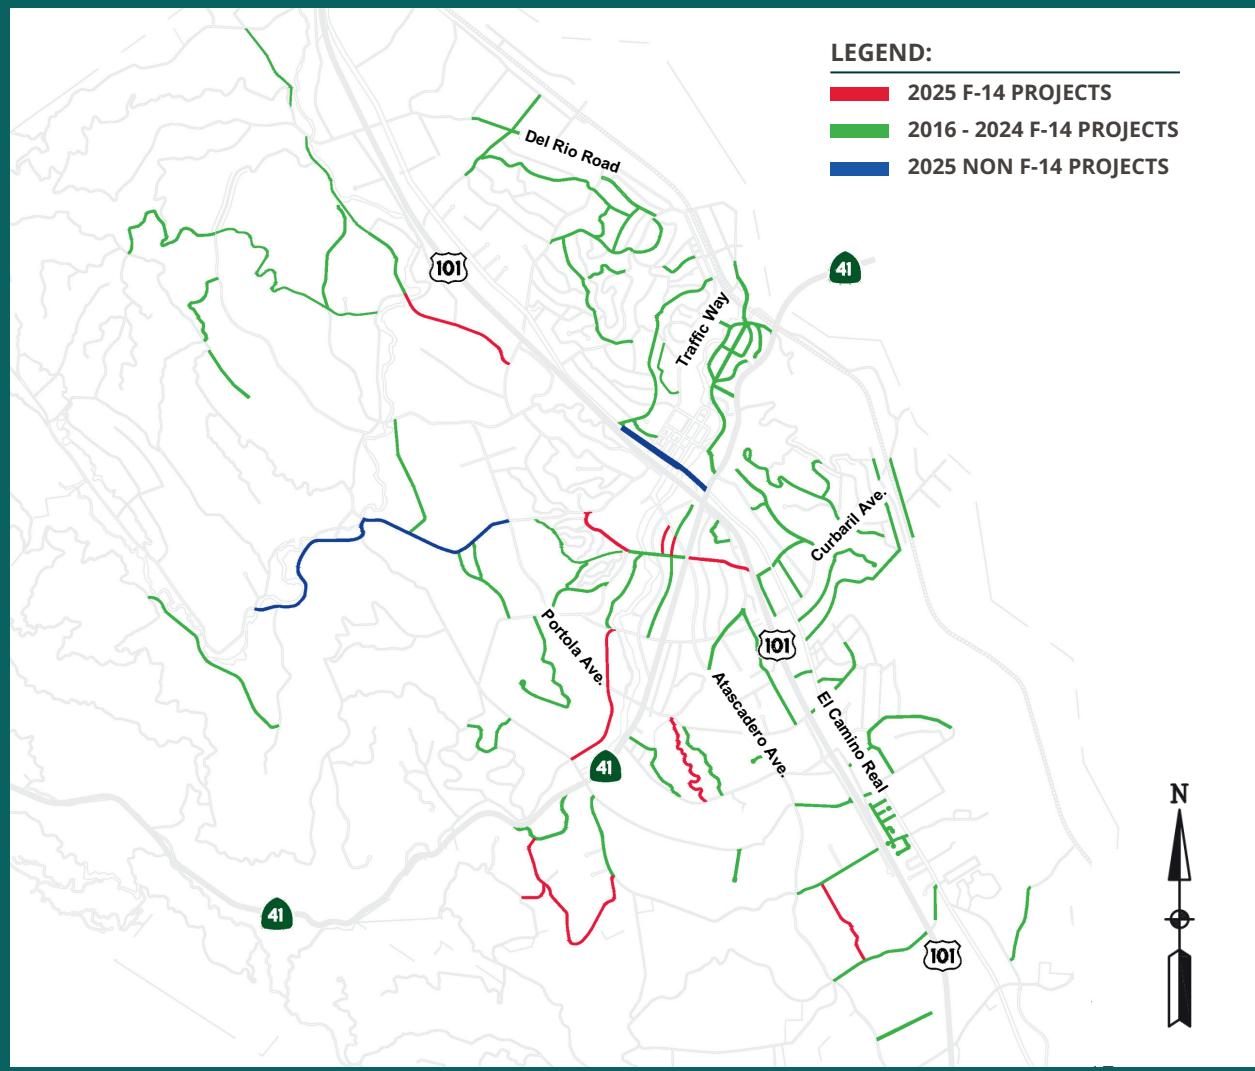 LEGEND:
2025 F-14 PROJECTS
2016 - 2024 F-14 PROJECTS
2025 NON F-14 PROJECTS
Del Rio Road
101
41
Traffic Way
Curbaril Ave.
Portola Ave.
101
Atascadero Ave.
El Camino Real
41
N
41
101